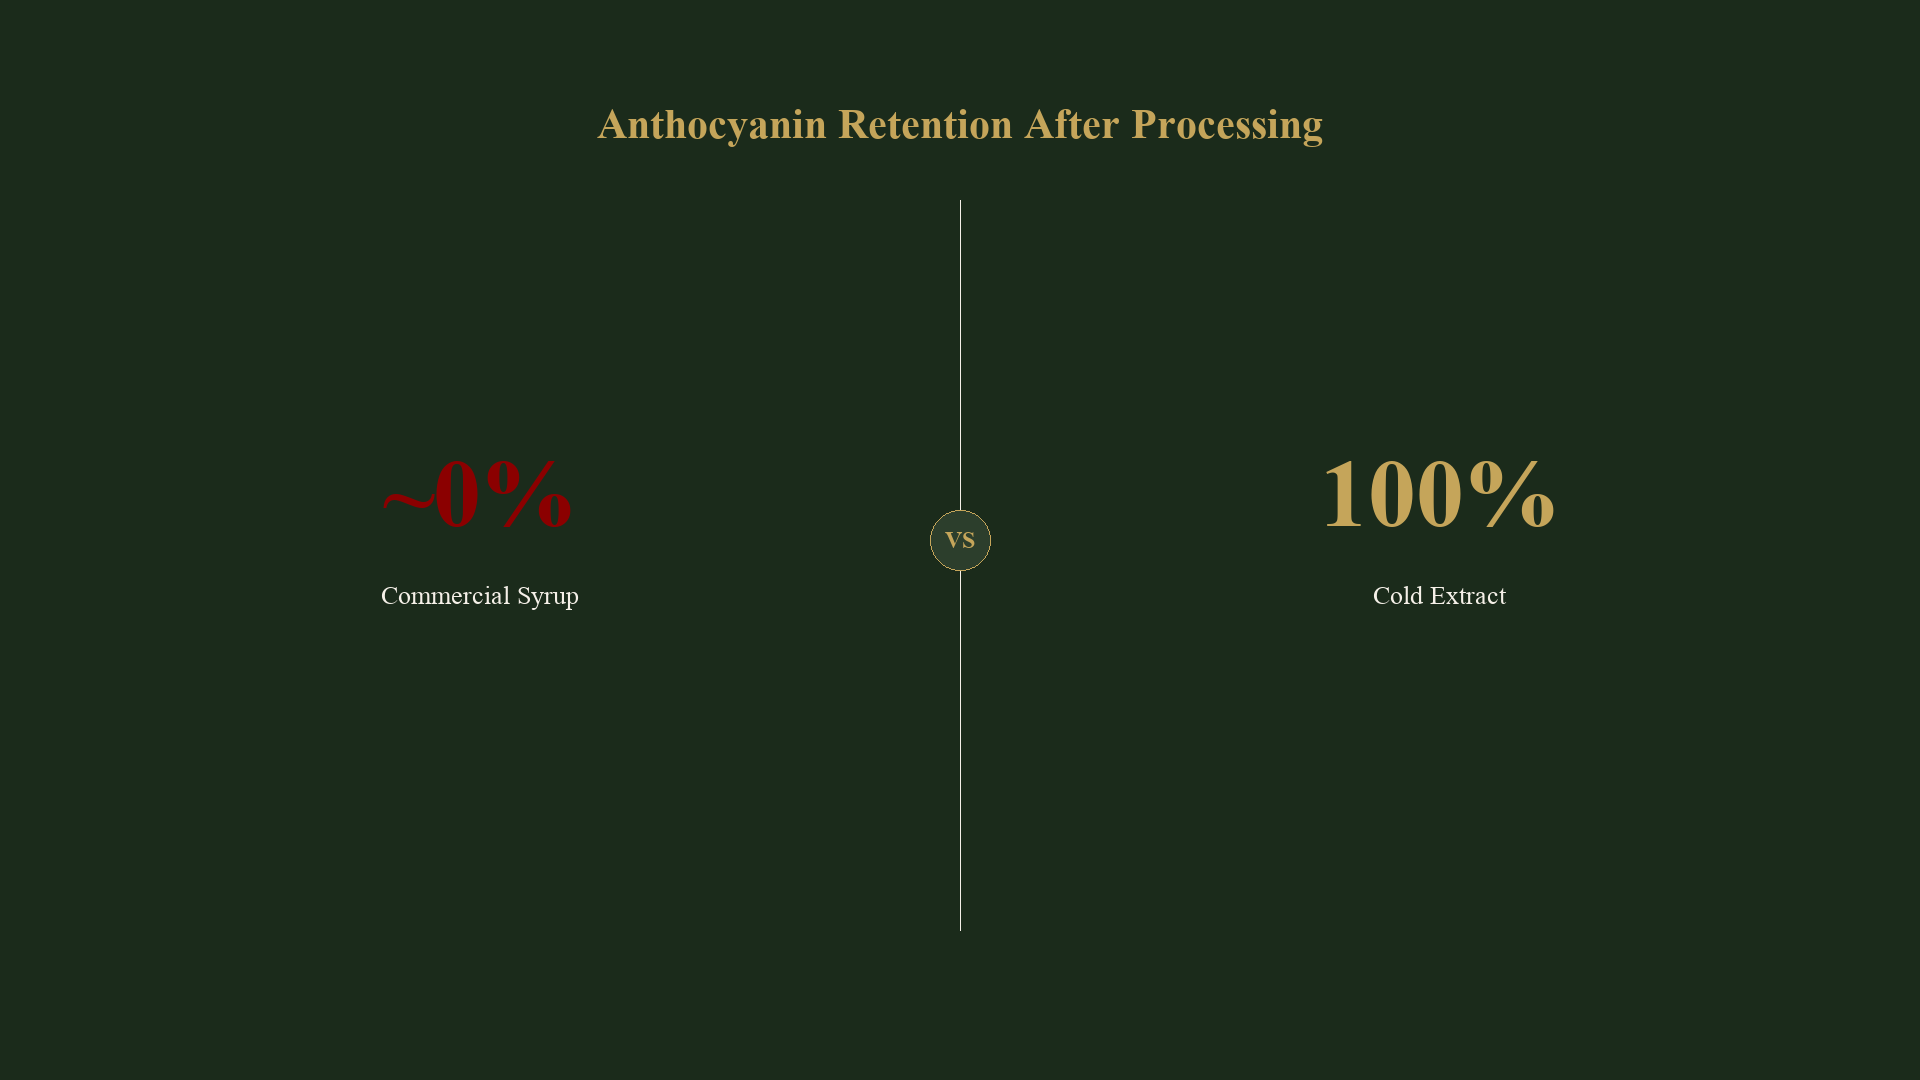 Anthocyanin Retention After Processing
~0%
Commercial Syrup
VS
100%
Cold Extract